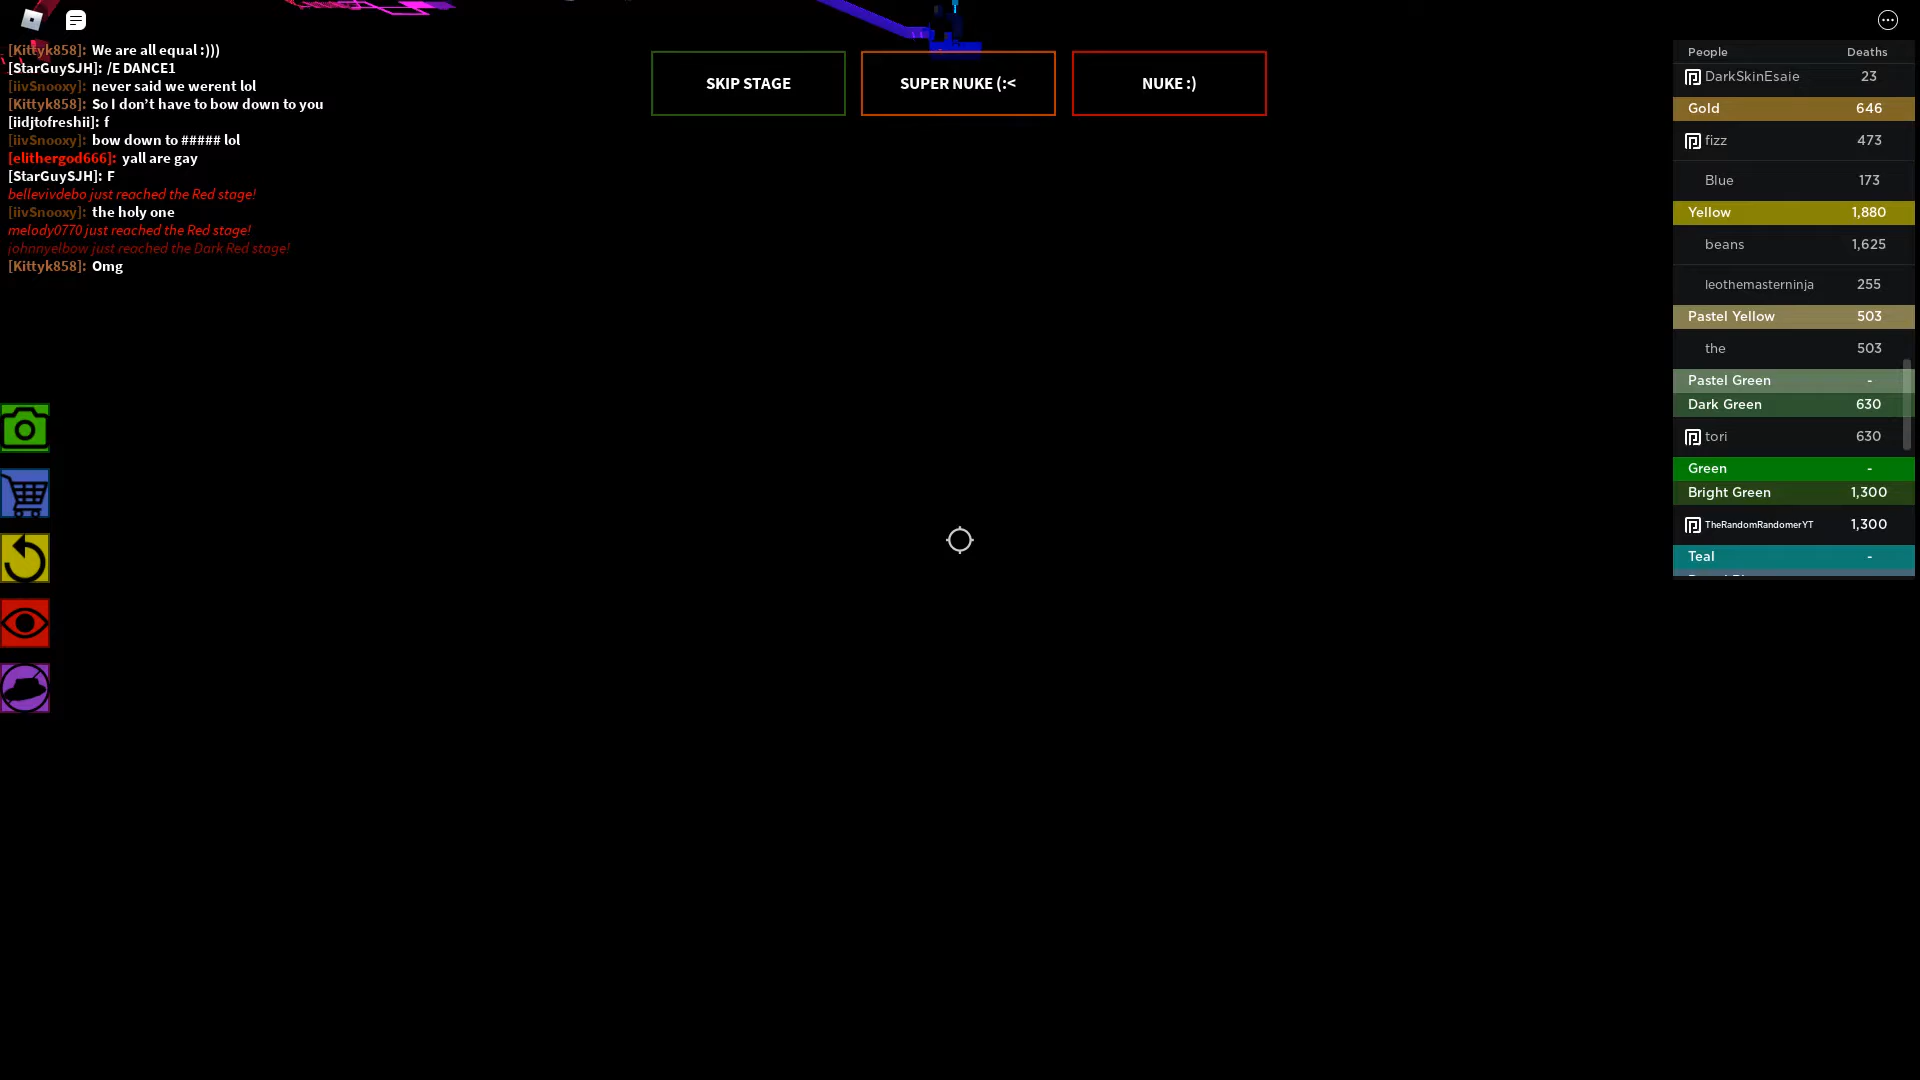 [Kittyk858]: We are all equal :)))
[StarGuySJH]: /E DANCE1
[iivSnooxy]: never said we werent lol
[Kittyk858]: So I don't have to bow down to you
[iidjtofreshii]: f
[iivSnooxy]: bow down to ##### lol
[elithergod666]: yall are gay
[StarGuySJH]: F
bellevivdebo just reached the Red stage!
[iivSnooxy]: the holy one
melody0770 just reached the Red stage!
johnnyelbow just reached the Dark Red stage!
[Kittyk858]: Omg
SKIP STAGE
SUPER NUKE (:<
NUKE :)
People Deaths
DarkSkinEsaie 23
Gold 646
fizz 473
Blue 173
Yellow 1,880
beans 1,625
leothemasterninja 255
Pastel Yellow 503
the 503
Pastel Green -
Dark Green 630
tori 630
Green -
Bright Green 1,300
TheRandomRandomerYT 1,300
Teal -